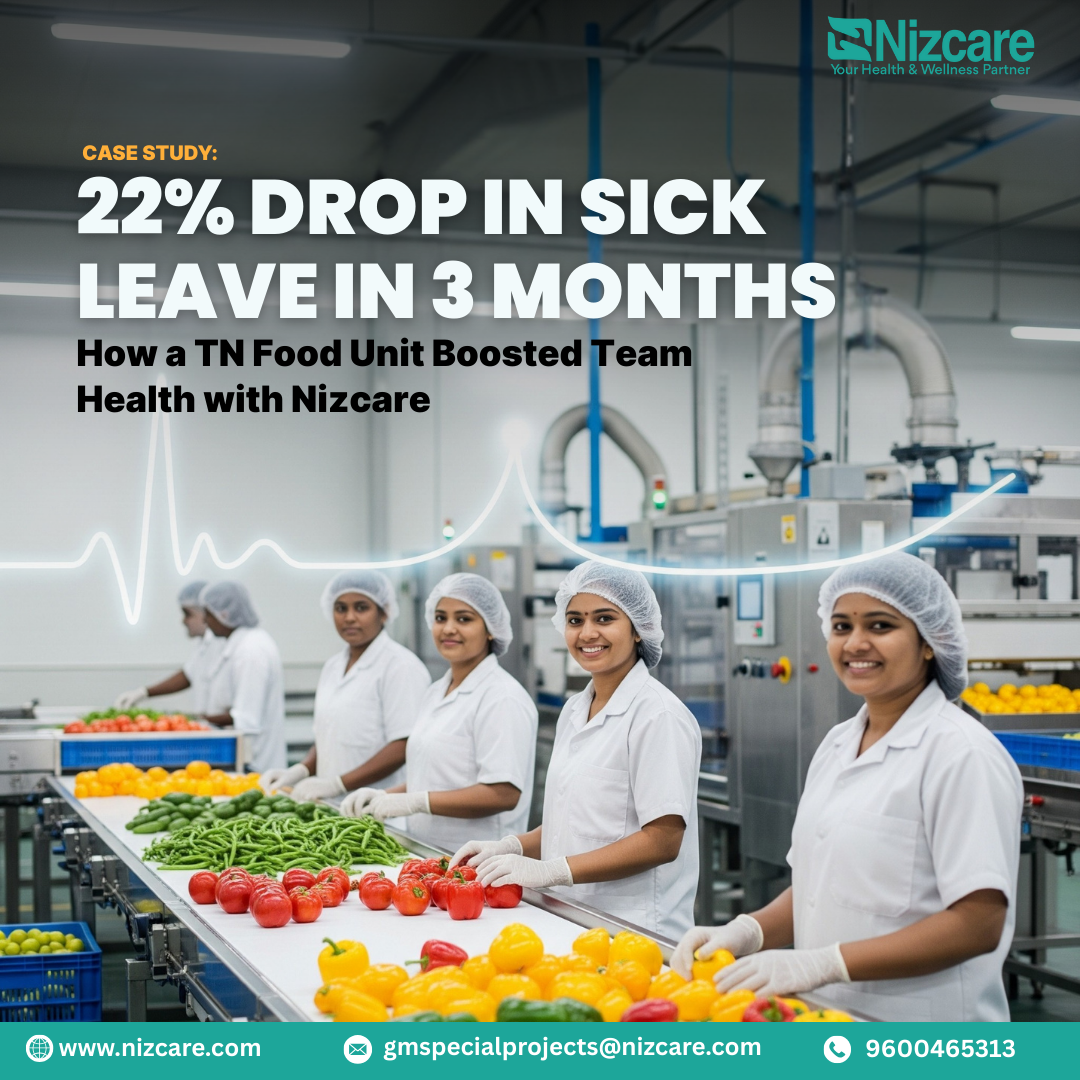 Nizcare
Your Health & Wellness Partner
CASE STUDY:
22% DROP IN SICK
LEAVE IN 3 MONTHS
How a TN Food Unit Boosted Team
Health with Nizcare
www.nizcare.com
gmspecialprojects@nizcare.com
9600465313